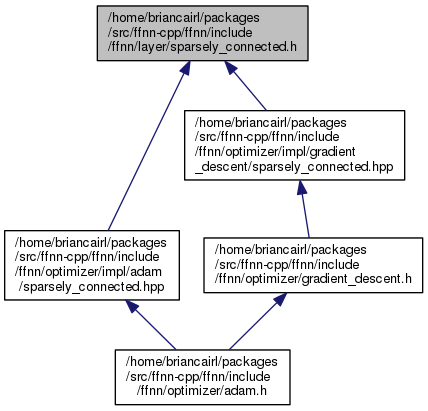 /home/briancairl/packages
/src/ffnn-cpp/ffnn/include
/ffnn/layer/sparsely_connected.h
/home/briancairl/packages
/src/ffnn-cpp/ffnn/include
/ffnn/optimizer/impl/gradient
_descent/sparsely_connected.hpp
/home/briancairl/packages
/src/ffnn-cpp/ffnn/include
/ffnn/optimizer/impl/adam
/sparsely_connected.hpp
/home/briancairl/packages
/src/ffnn-cpp/ffnn/include
/ffnn/optimizer/gradient_descent.h
/home/briancairl/packages
/src/ffnn-cpp/ffnn/include
/ffnn/optimizer/adam.h